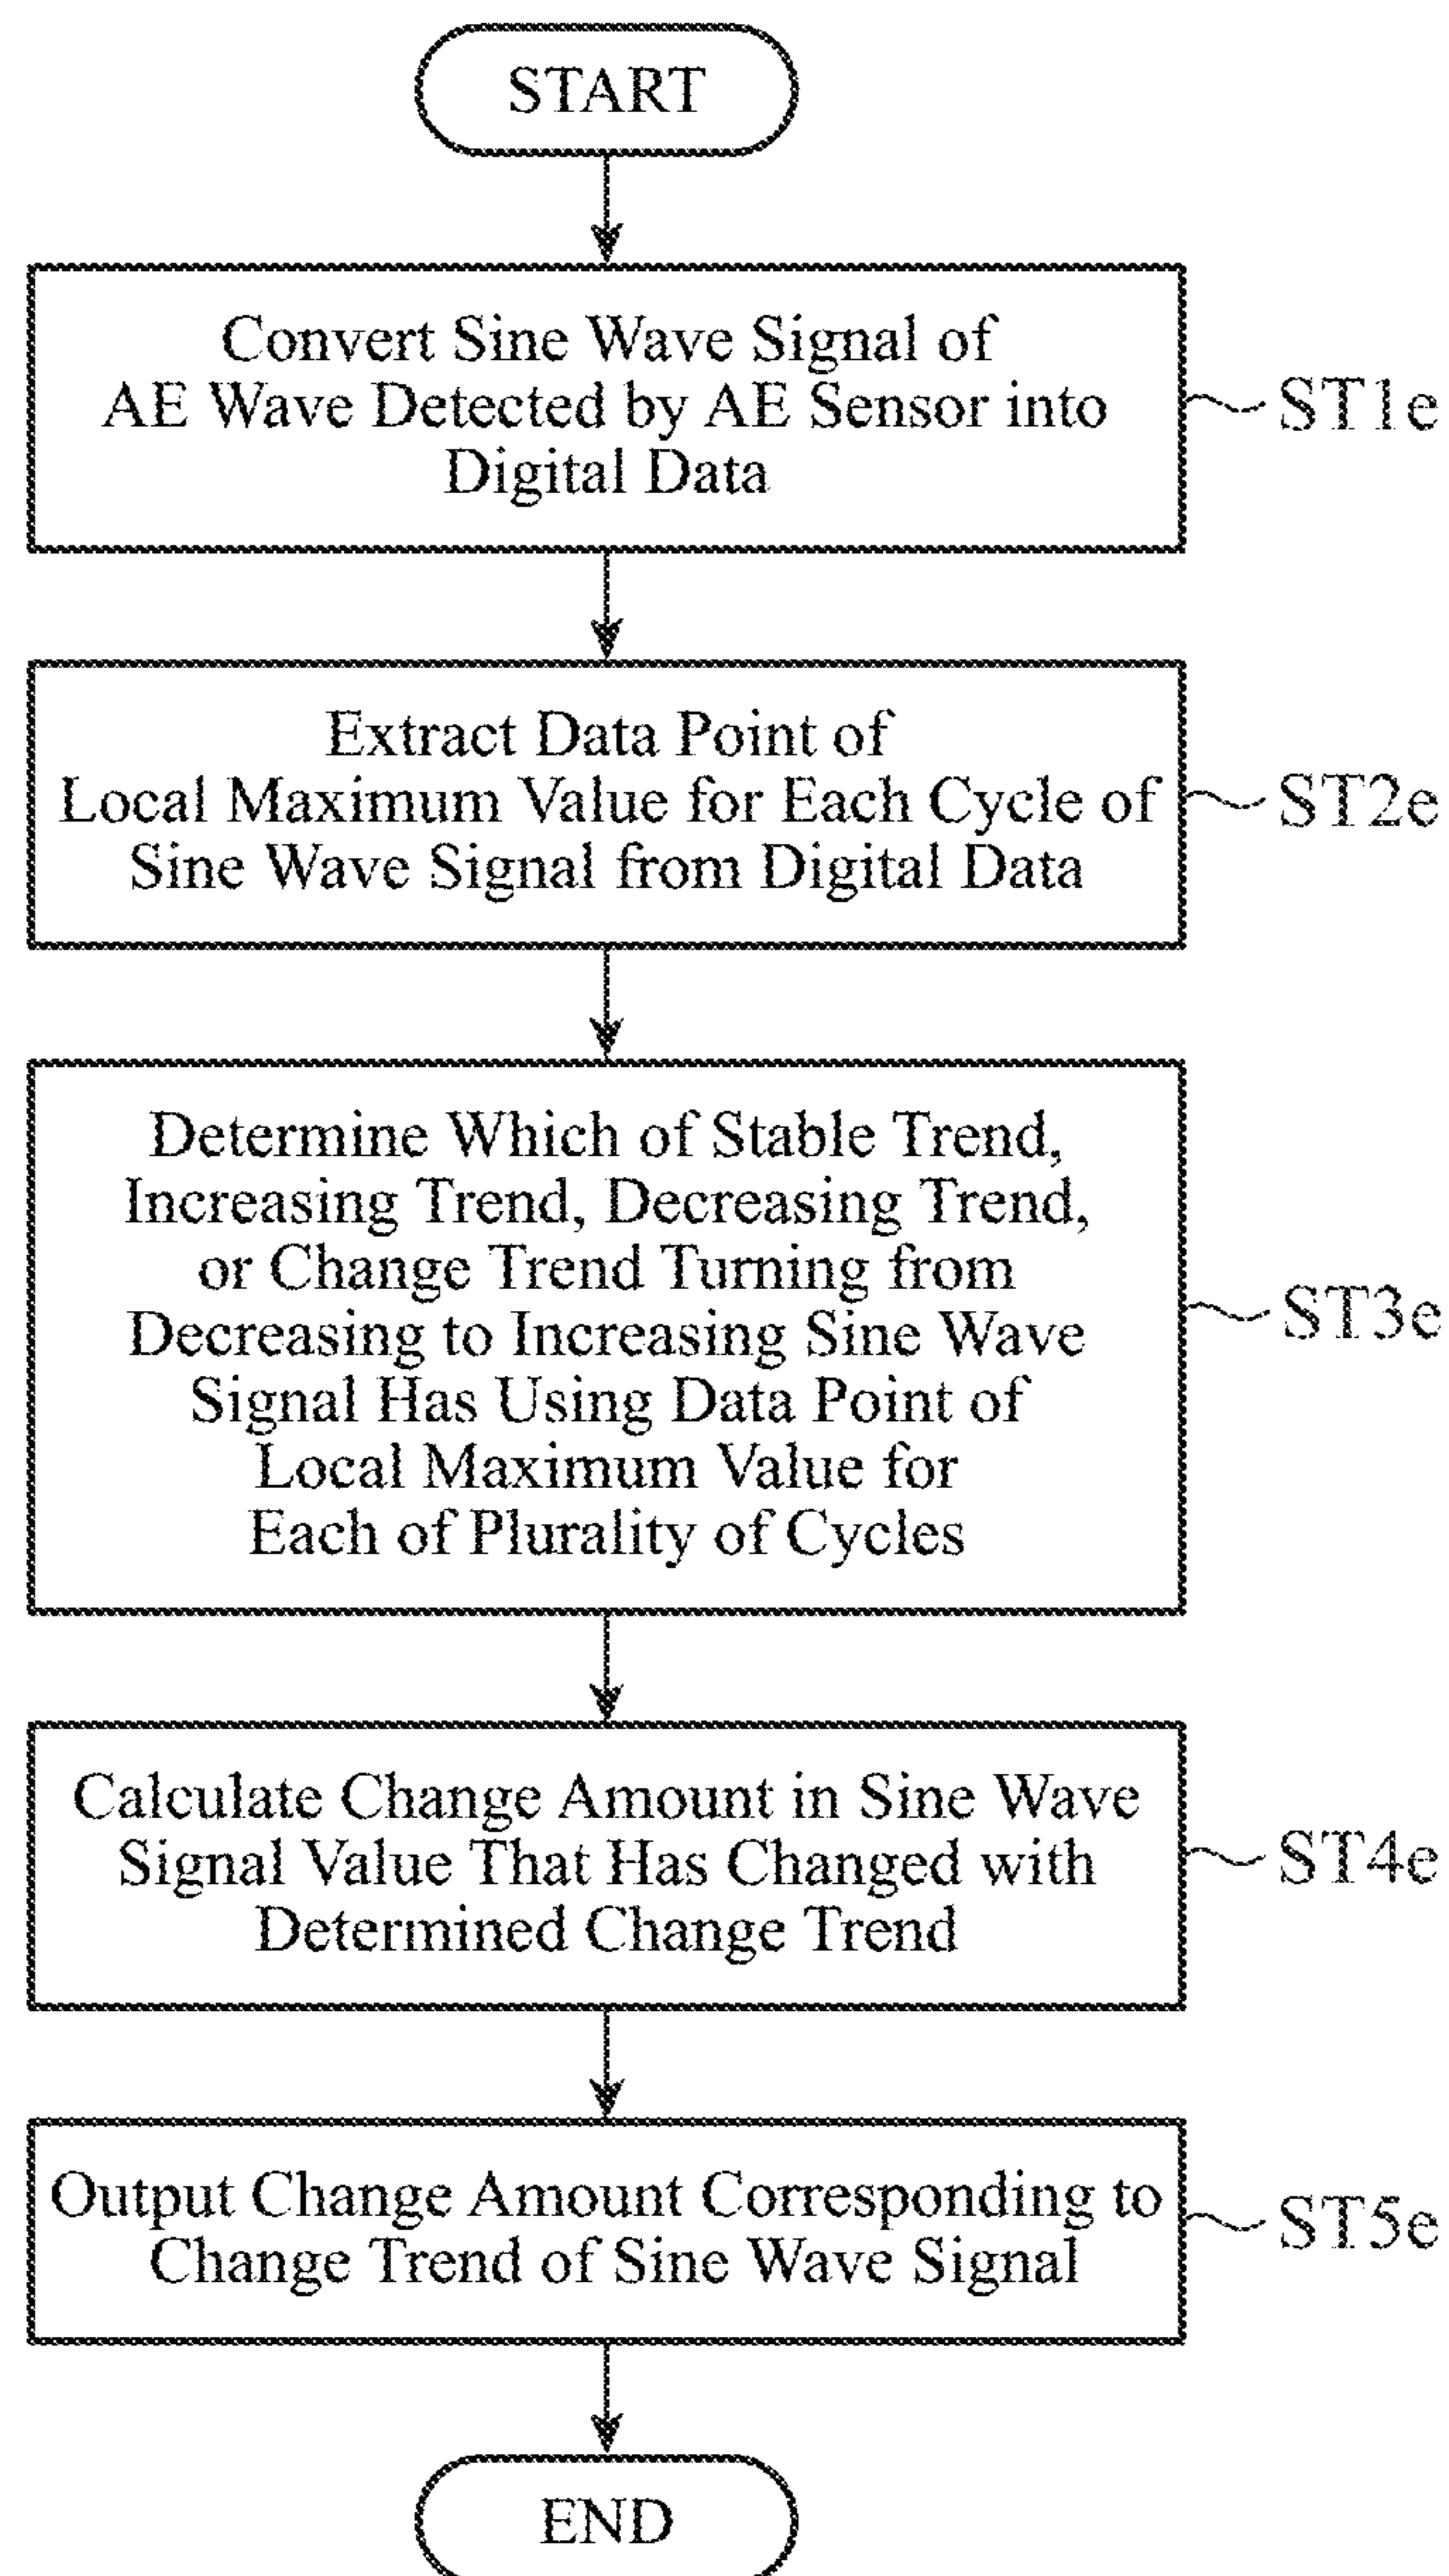 START
Convert Sine Wave Signal of
AE Wave Detected by AE Sensor into
Digital Data
ST1e
Extract Data Point of
Local Maximum Value for Each Cycle of
Sine Wave Signal from Digital Data
ST2e
Determine Which of Stable Trend,
Increasing Trend, Decreasing Trend,
or Change Trend Turning from
Decreasing to Increasing Sine Wave
Signal Has Using Data Point of
Local Maximum Value for
Each of Plurality of Cycles
ST3e
Calculate Change Amount in Sine Wave
Signal Value That Has Changed with
Determined Change Trend
ST4e
Output Change Amount Corresponding to
Change Trend of Sine Wave Signal
ST5e
END